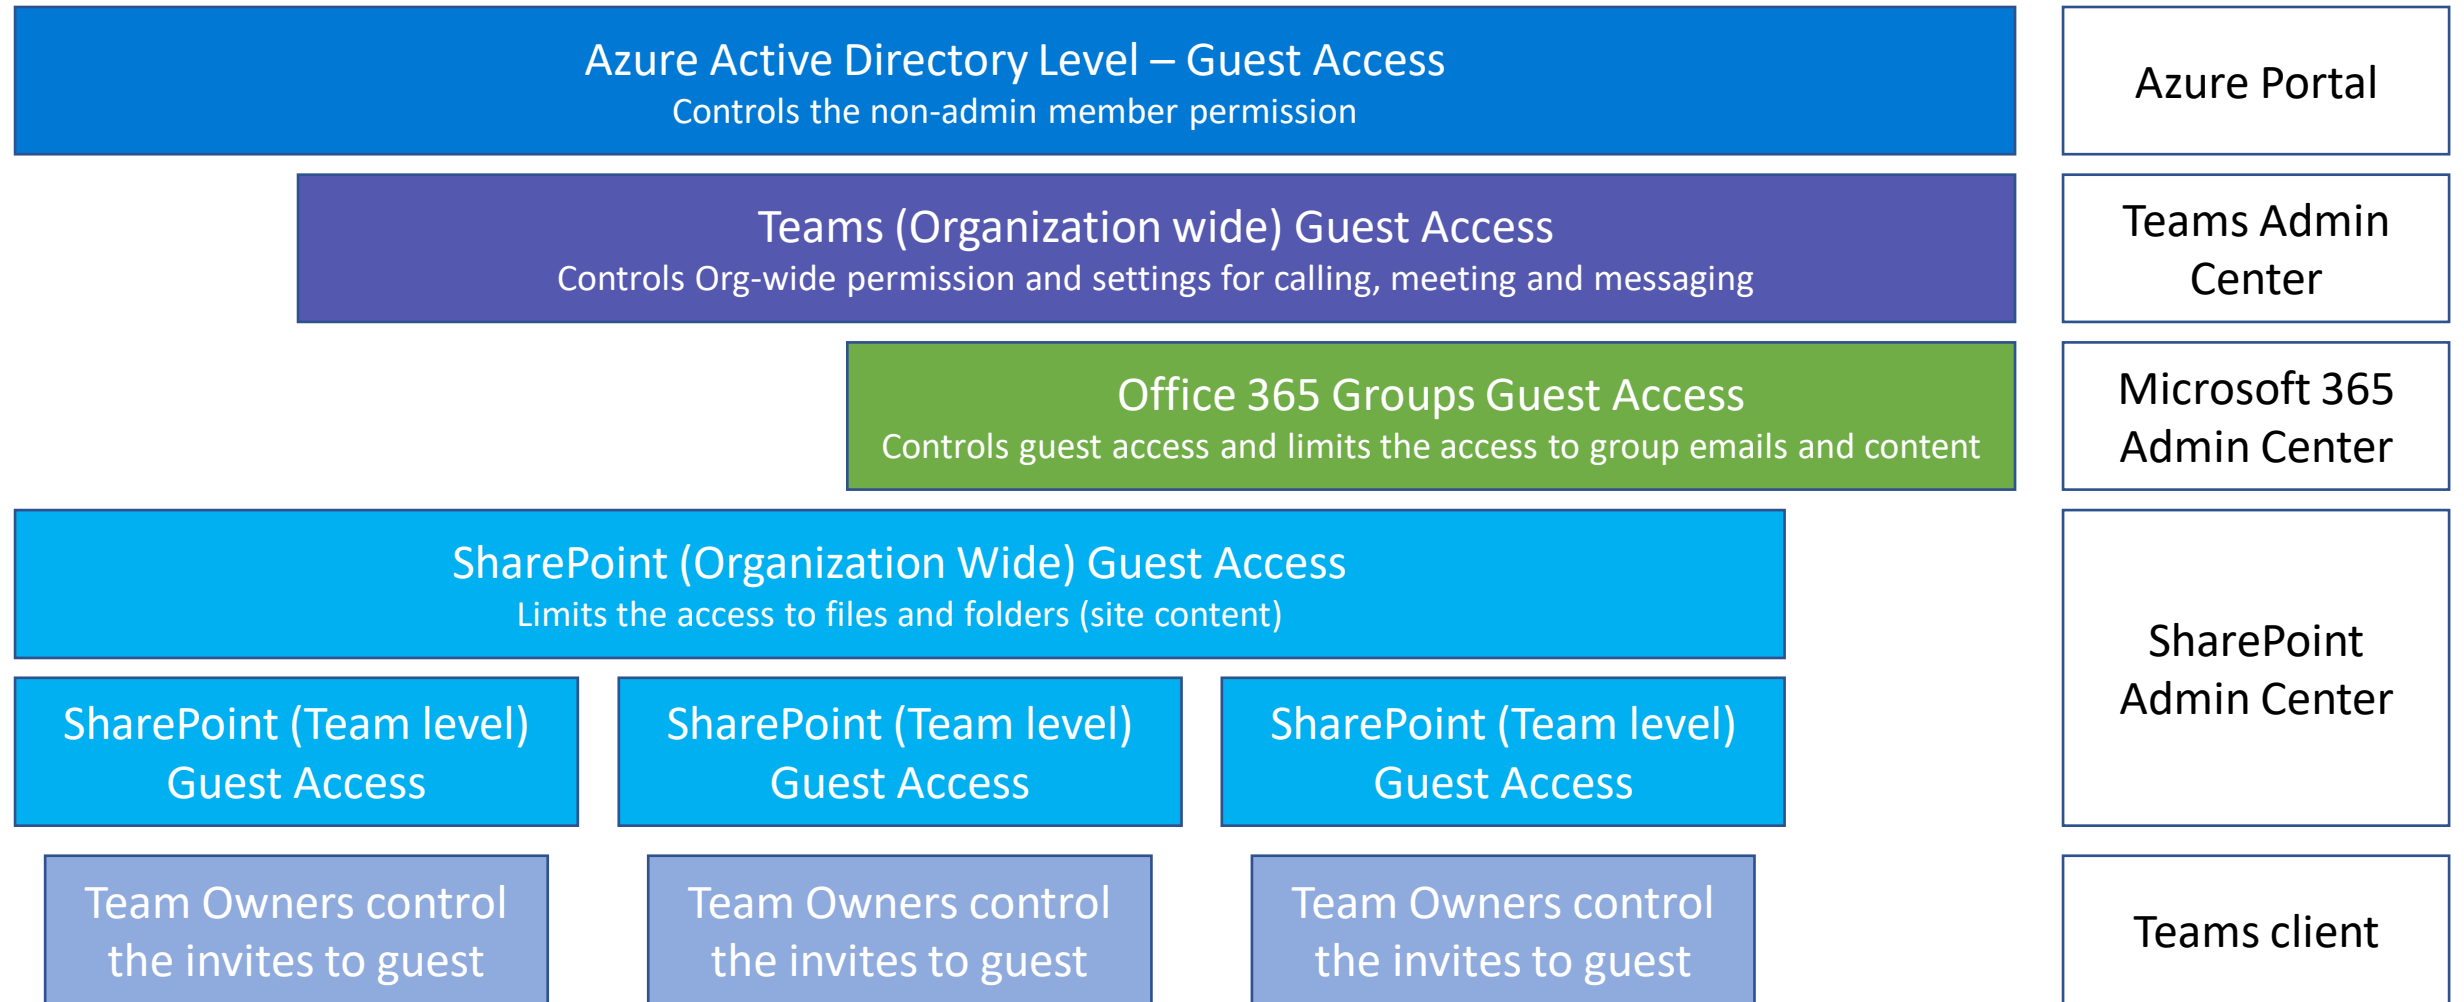 Azure Active Directory Level – Guest Access
Controls the non-admin member permission
Azure Portal
Teams (Organization wide) Guest Access
Controls Org-wide permission and settings for calling, meeting and messaging
Teams Admin
Center
Office 365 Groups Guest Access
Controls guest access and limits the access to group emails and content
Microsoft 365
Admin Center
SharePoint (Organization Wide) Guest Access
Limits the access to files and folders (site content)
SharePoint
Admin Center
SharePoint (Team level)
Guest Access
SharePoint (Team level)
Guest Access
SharePoint (Team level)
Guest Access
Team Owners control
the invites to guest
Team Owners control
the invites to guest
Team Owners control
the invites to guest
Teams client